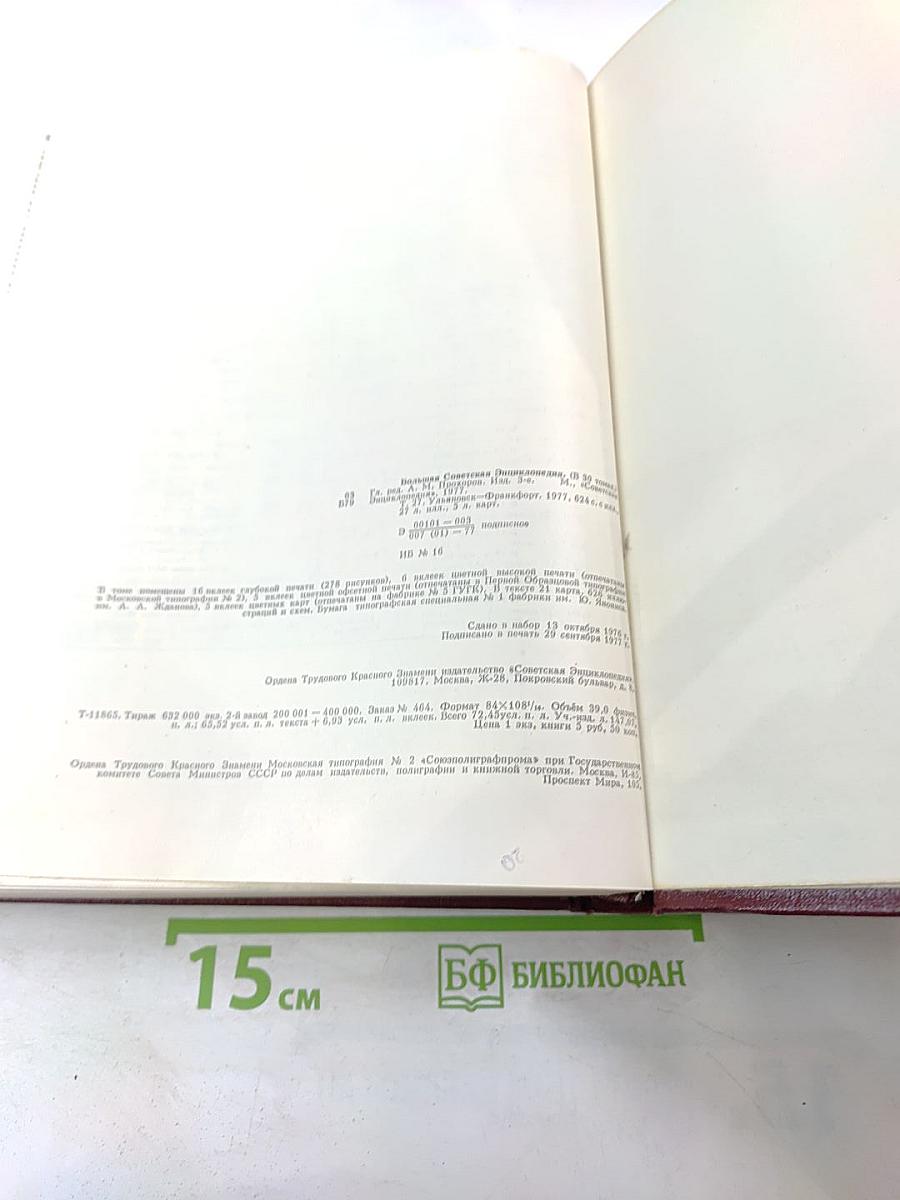 Большая Советская Энциклопедия. (В 30 томах.)
03 Гл. ред. А. М. Прохоров. Изд. 3-е. М., «Советская
Б79 Энциклопедия», 1977.
Т. 27. Ульяновск—Франкфорт. 1977. 624 с. с илл.,
27 л. илл., 5 л. карт.
Э 00101 — 003 подписное
007 (01) — 77
ИБ № 16
В томе помещены 16 вклеек глубокой печати (278 рисунков), 6 вклеек цветной высокой печати (отпечатаны
в Московской типографии № 2), 5 вклеек цветной офсетной печати (отпечатаны в Первой Образцовой типографии
им. А. А. Жданова), 5 вклеек цветных карт (отпечатаны на фабрике № 5 ГУГК). В тексте 21 карта, 626 иллю-
страций и схем. Бумага типографская специальная № 1 фабрики им. Ю. Янониса.
Сдано в набор 13 октября 1976 г.
Подписано в печать 29 сентября 1977 г.
Ордена Трудового Красного Знамени издательство «Советская Энциклопедия».
109817. Москва, Ж-28, Покровский бульвар, д. 8.
Т-11865. Тираж 632 000 экз. 2-й завод 200 001 — 400 000. Заказ № 404. Формат 84×108¹/₁₆. Объём 39,0 физич.
п. л.; 65,52 усл. п. л. текста + 6,93 усл. п. л. вклеек. Всего 72,45 усл. п. л. Уч.-изд. л. 147,07.
Цена 1 экз. книги 5 руб. 50 коп.
Ордена Трудового Красного Знамени Московская типография № 2 «Союзполиграфпрома» при Государственном
комитете Совета Министров СССР по делам издательств, полиграфии и книжной торговли. Москва, И-85,
Проспект Мира, 105.
15 см
БФ БИБЛИОФАН